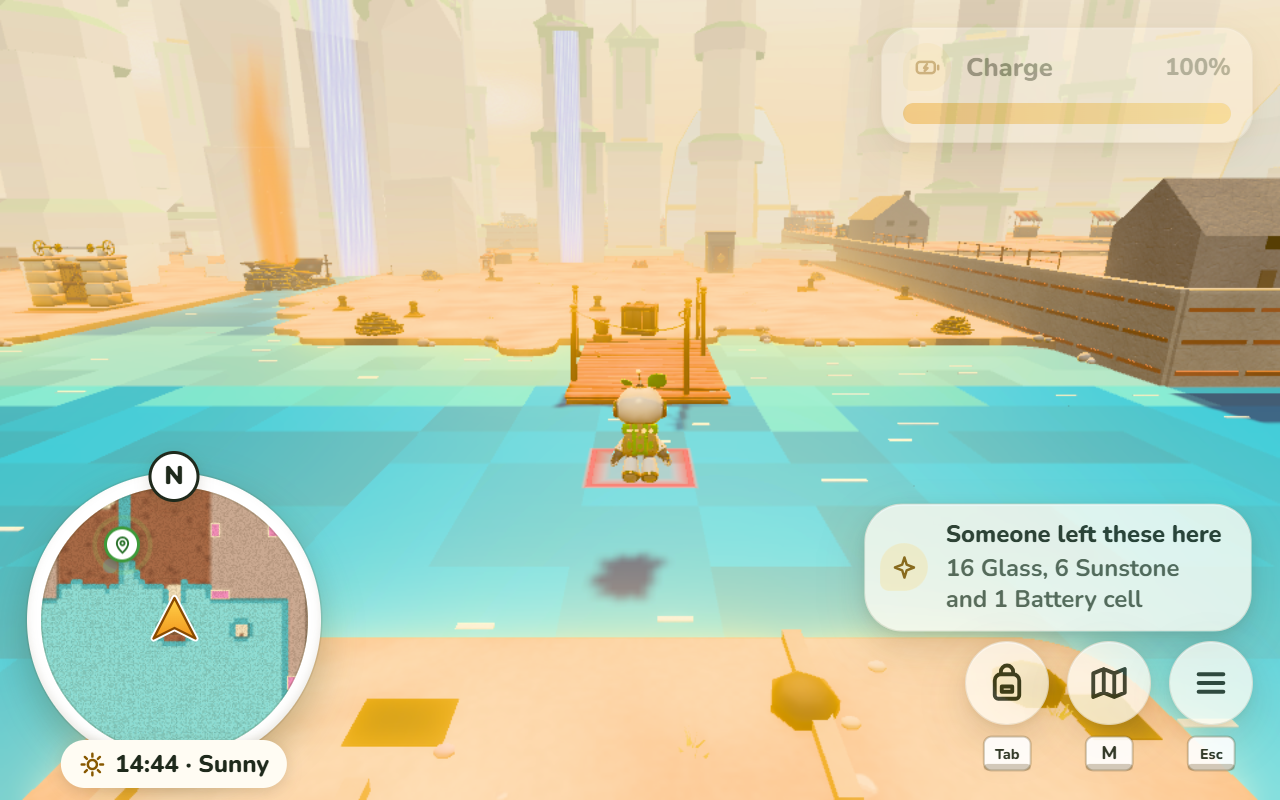 Charge 100%
N
Someone left these here
16 Glass, 6 Sunstone
and 1 Battery cell
14:44 · Sunny
Tab
M
Esc